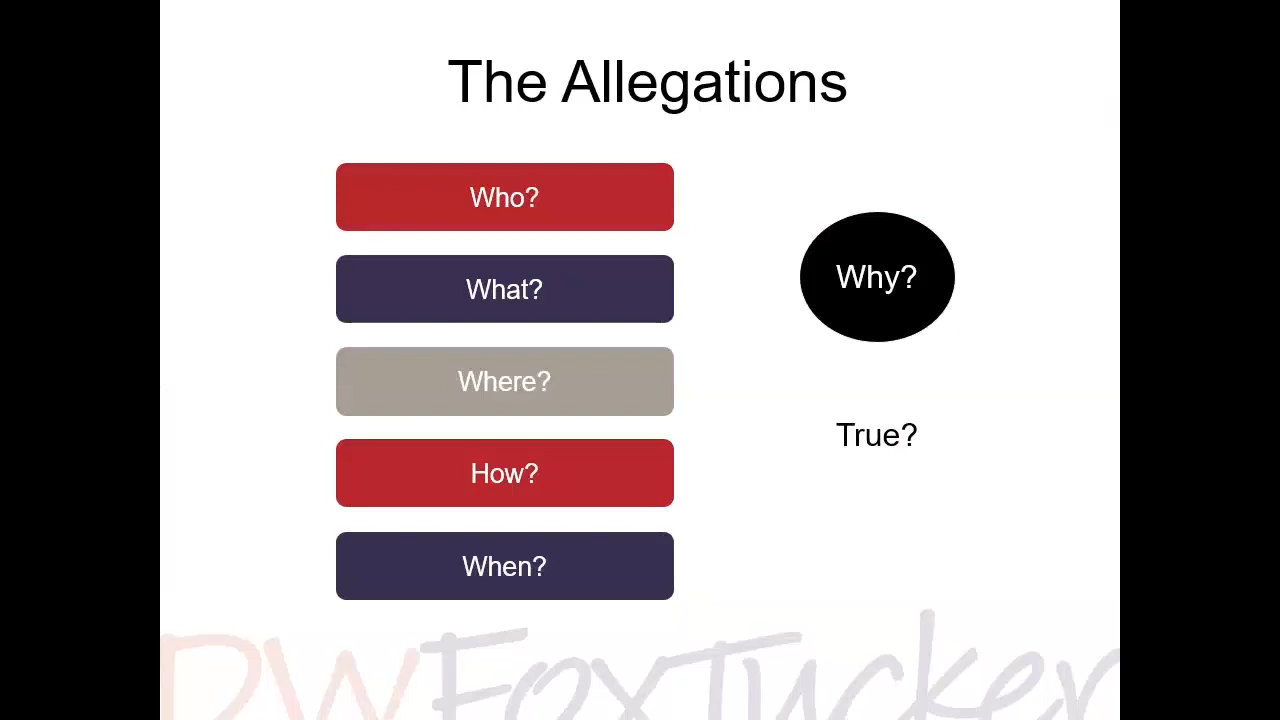 The Allegations
Who?
What?
Where?
How?
When?
Why?
True?
DWFoxTucker